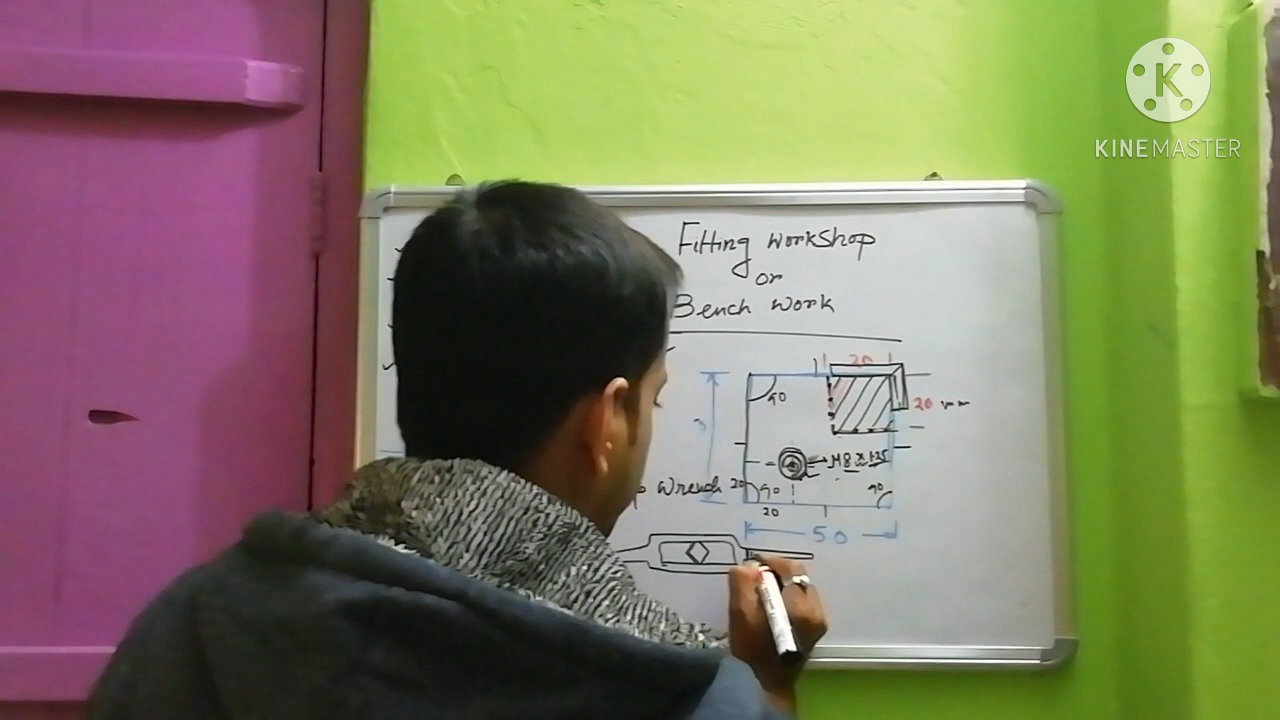 K
KINEMASTER
Fitting Workshop
or
Bench Work
20
90
20 mm
M8 x 1.25
Wrench
20
90
90
20
50